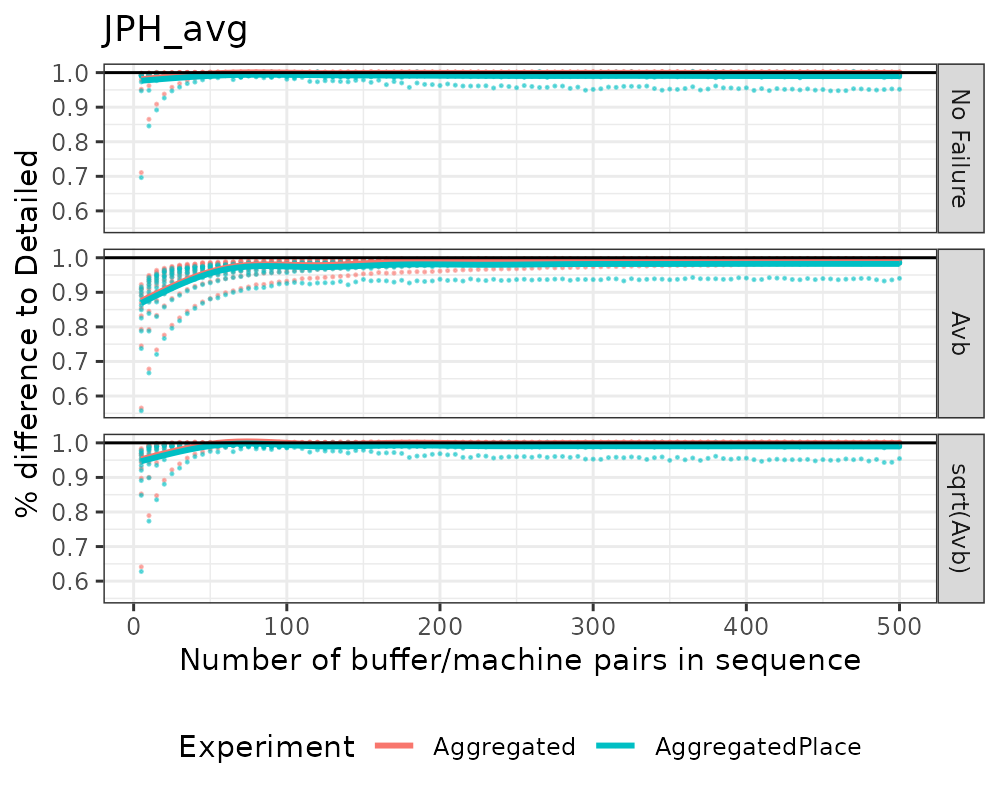 JPH_avg
% difference to Detailed
1.0
0.9
0.8
0.7
0.6
No Failure
1.0
0.9
0.8
0.7
0.6
Avb
1.0
0.9
0.8
0.7
0.6
sqrt(Avb)
0 100 200 300 400 500
Number of buffer/machine pairs in sequence
Experiment Aggregated AggregatedPlace